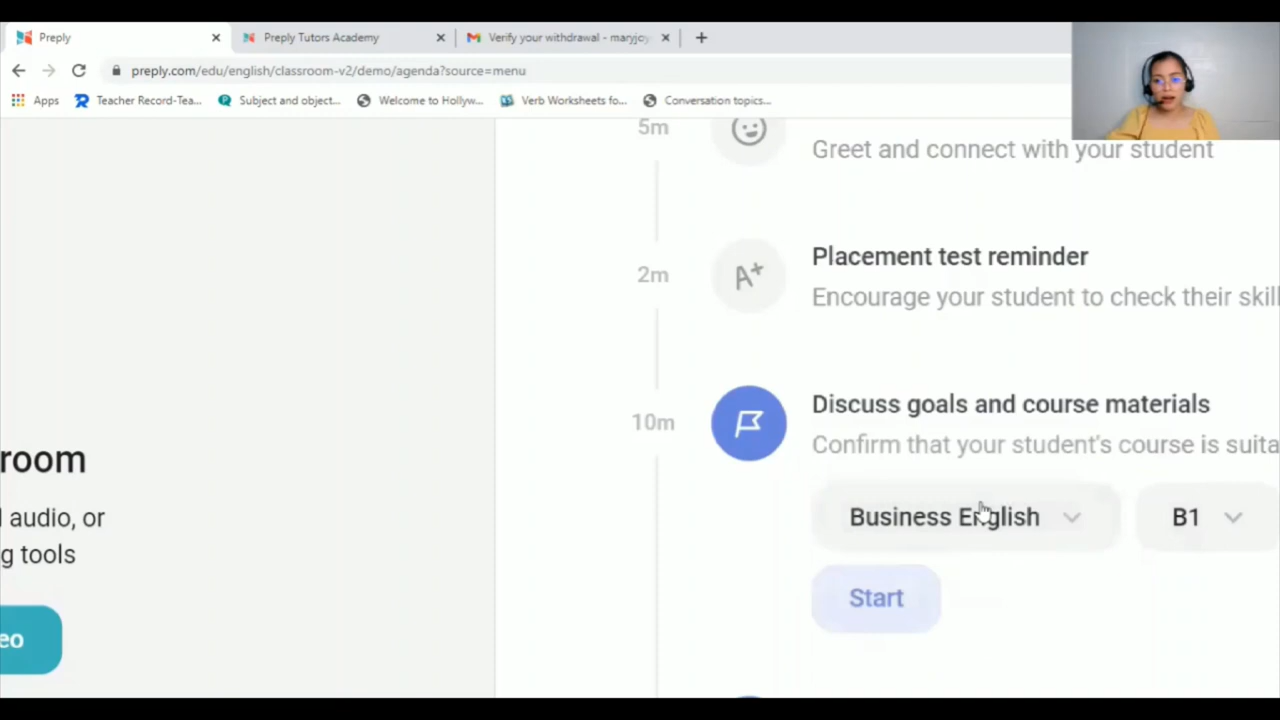 Preply
Preply Tutors Academy
Verify your withdrawal - maryjoy
preply.com/edu/english/classroom-v2/demo/agenda?source=menu
Apps
Teacher Record-Tea...
Subject and object...
Welcome to Hollyw...
Verb Worksheets fo...
Conversation topics...
5m
Greet and connect with your student
2m
A+
Placement test reminder
Encourage your student to check their skil
10m
Discuss goals and course materials
Confirm that your student's course is suita
Business English
B1
Start
room
audio, or
g tools
eo